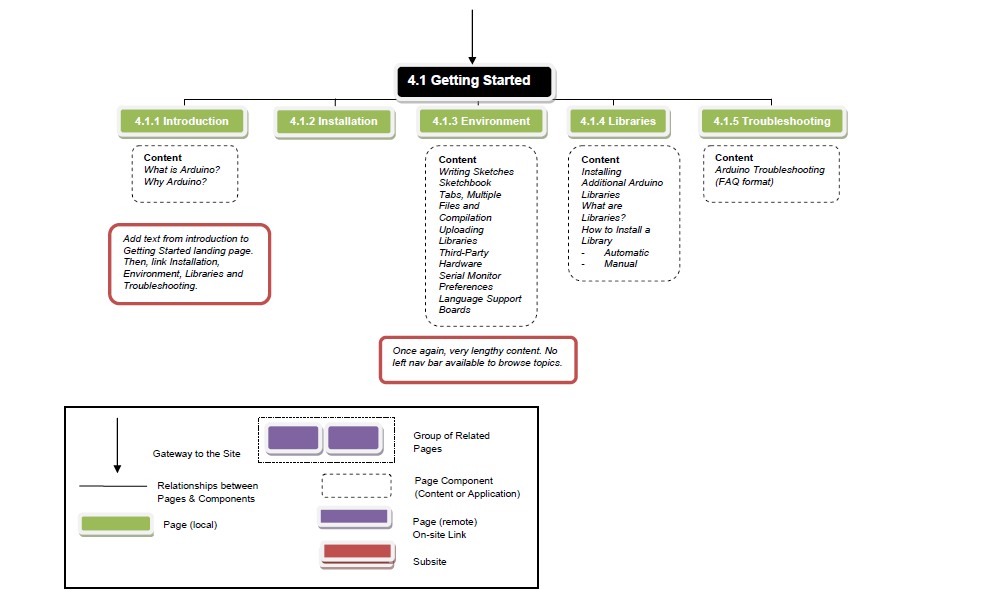 4.1 Getting Started
4.1.1 Introduction
4.1.2 Installation
4.1.3 Environment
4.1.4 Libraries
4.1.5 Troubleshooting
Content
What is Arduino?
Why Arduino?
Add text from introduction to
Getting Started landing page.
Then, link Installation,
Environment, Libraries and
Troubleshooting.
Content
Writing Sketches
Sketchbook
Tabs, Multiple
Files and
Compilation
Uploading
Libraries
Third-Party
Hardware
Serial Monitor
Preferences
Language Support
Boards
Once again, very lengthy content. No
left nav bar available to browse topics.
Content
Installing
Additional Arduino
Libraries
What are
Libraries?
How to Install a
Library
- Automatic
- Manual
Content
Arduino Troubleshooting
(FAQ format)
Gateway to the Site
Relationships between
Pages & Components
Page (local)
Group of Related
Pages
Page Component
(Content or Application)
Page (remote)
On-site Link
Subsite